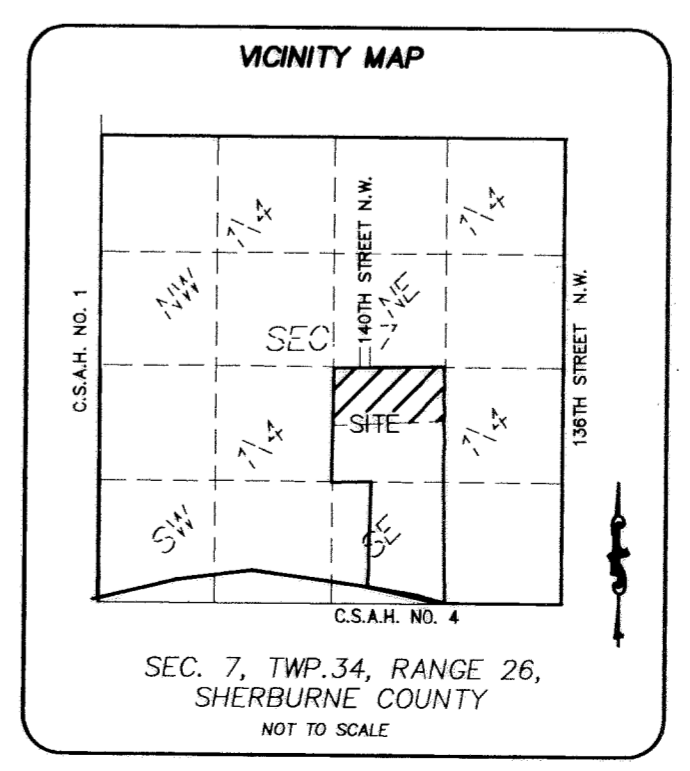 VICINITY MAP
140TH STREET N.W.
1/4
1/4
NW
NE
C.S.A.H. NO. 1
SEC
7
136TH STREET N.W.
SITE
1/4
1/4
SW
SE
C.S.A.H. NO. 4
SEC. 7, TWP.34, RANGE 26,
SHERBURNE COUNTY
NOT TO SCALE